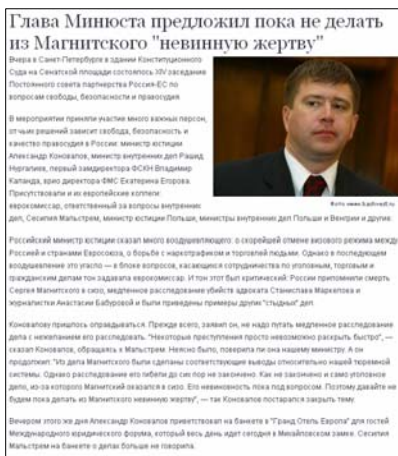 Глава Минюста предложил пока не делать
из Магнитского "невинную жертву"
Вчера в Санкт-Петербурге в здании Конституционного
Суда на Сенатской площади состоялось XIV заседание
Постоянного совета партнерства Россия-ЕС по
вопросам свободы, безопасности и правосудия.
В мероприятии приняли участие много важных персон,
от чьих решений зависит свобода, безопасность и
качество правосудия в России: министр юстиции
Александр Коновалов, министр внутренних дел Рашид
Нургалиев, первый замдиректора ФСКН Владимир
Каланда, врио директора ФМС Екатерина Егорова.
Присутствовали и их европейские коллеги:
еврокомиссар, ответственный за вопросы внутренних
дел, Сесилия Мальстрем, министр юстиции Польши, министры внутренних дел Польши и Венгрии и другие.
Российский министр юстиции сказал много воодушевляющего: о скорейшей отмене визового режима между
Россией и странами Евросоюза, о борьбе с наркотрафиком и торговлей людьми. Однако в последующем
воодушевление это угасло — в блоке вопросов, касающихся сотрудничества по уголовным, торговым и
гражданским делам тон задавала еврокомиссар. И тон этот был критический: России припомнили смерть
Сергея Магнитского в сизо, медленное расследование убийств адвоката Станислава Маркелова и
журналистки Анастасии Бабуровой и были приведены примеры других "стыдных" дел.
Коновалову пришлось оправдываться. Прежде всего, заявил он, не надо путать медленное расследование
дела с нежеланием его расследовать. "Некоторые преступления просто невозможно раскрыть быстро", —
сказал Коновалов, обращаясь к Мальстрем. Неясно было, поверила ли она нашему министру. А он
продолжил: "Из дела Магнитского были сделаны соответствующие выводы относительно нашей тюремной
системы. Однако расследование его гибели до сих пор не закончено. Как не закончено и само уголовное
дело, из-за которого Магнитский оказался в сизо. Его невиновность пока под вопросом. Поэтому давайте не
будем пока делать из Магнитского невинную жертву", — так Коновалов постарался закрыть тему.
Вечером этого же дня Александр Коновалов приветствовал на банкете в "Гранд Отель Европа" для гостей
Международного юридического форума, который весь день идет сегодня в Михайловском замке. Сесилия
Мальстрем на банкете о делах больше не говорила.